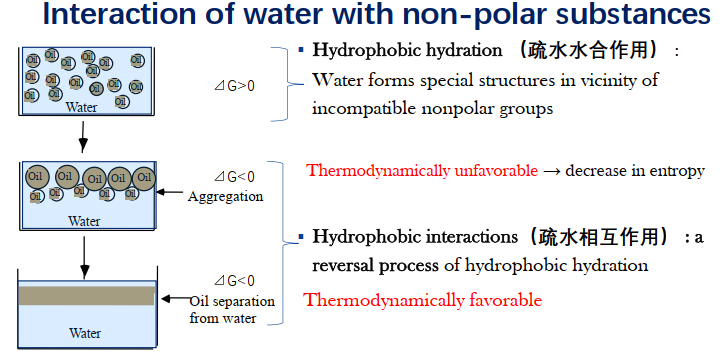 Interaction of water with non-polar substances
Oil Oil Oil Oil Oil Oil Oil Oil Oil Oil Oil Oil Oil Oil Oil
Water
⊿G>0
▪ Hydrophobic hydration （疏水水合作用）:
Water forms special structures in vicinity of
incompatible nonpolar groups
Oil Oil Oil Oil Oil
Oil Oil Oil Oil Oil Oil
Water
⊿G<0
Aggregation
Thermodynamically unfavorable → decrease in entropy
▪ Hydrophobic interactions（疏水相互作用）: a
reversal process of hydrophobic hydration
Thermodynamically favorable
⊿G<0
Oil separation
from water
Water